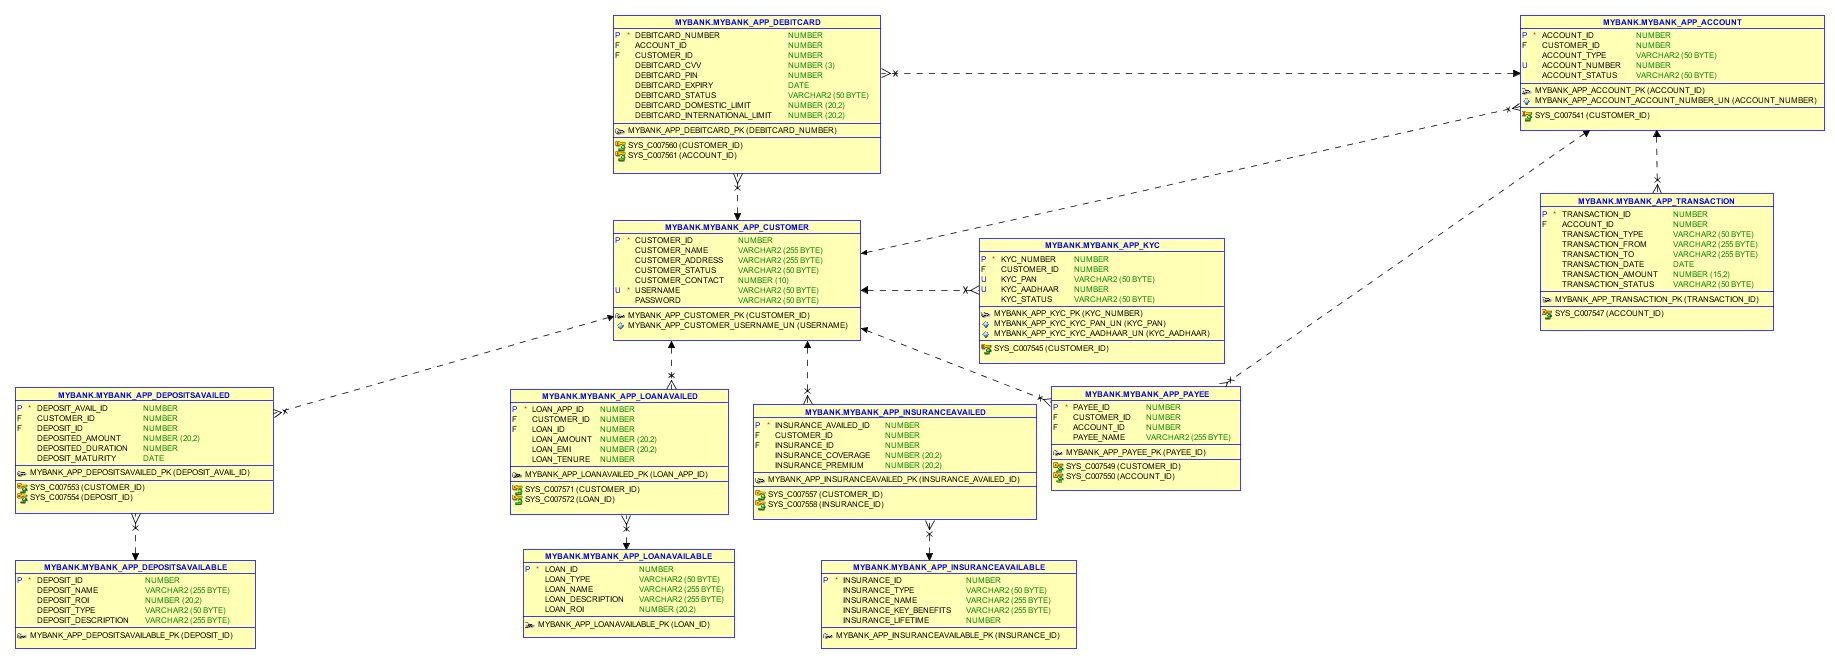 MYBANK.MYBANK_APP_DEBITCARD
P * DEBITCARD_NUMBER NUMBER
F ACCOUNT_ID NUMBER
F CUSTOMER_ID NUMBER
DEBITCARD_CVV NUMBER (3)
DEBITCARD_PIN NUMBER
DEBITCARD_EXPIRY DATE
DEBITCARD_STATUS VARCHAR2 (50 BYTE)
DEBITCARD_DOMESTIC_LIMIT NUMBER (20,2)
DEBITCARD_INTERNATIONAL_LIMIT NUMBER (20,2)
MYBANK_APP_DEBITCARD_PK (DEBITCARD_NUMBER)
SYS_C007560 (CUSTOMER_ID)
SYS_C007561 (ACCOUNT_ID)
MYBANK.MYBANK_APP_ACCOUNT
P * ACCOUNT_ID NUMBER
F CUSTOMER_ID NUMBER
ACCOUNT_TYPE VARCHAR2 (50 BYTE)
U ACCOUNT_NUMBER NUMBER
ACCOUNT_STATUS VARCHAR2 (50 BYTE)
MYBANK_APP_ACCOUNT_PK (ACCOUNT_ID)
MYBANK_APP_ACCOUNT_ACCOUNT_NUMBER_UN (ACCOUNT_NUMBER)
SYS_C007541 (CUSTOMER_ID)
MYBANK.MYBANK_APP_TRANSACTION
P * TRANSACTION_ID NUMBER
F ACCOUNT_ID NUMBER
TRANSACTION_TYPE VARCHAR2 (50 BYTE)
TRANSACTION_FROM VARCHAR2 (255 BYTE)
TRANSACTION_TO VARCHAR2 (255 BYTE)
TRANSACTION_DATE DATE
TRANSACTION_AMOUNT NUMBER (15,2)
TRANSACTION_STATUS VARCHAR2 (50 BYTE)
MYBANK_APP_TRANSACTION_PK (TRANSACTION_ID)
SYS_C007547 (ACCOUNT_ID)
MYBANK.MYBANK_APP_CUSTOMER
P * CUSTOMER_ID NUMBER
CUSTOMER_NAME VARCHAR2 (255 BYTE)
CUSTOMER_ADDRESS VARCHAR2 (255 BYTE)
CUSTOMER_STATUS VARCHAR2 (50 BYTE)
CUSTOMER_CONTACT NUMBER (10)
U * USERNAME VARCHAR2 (50 BYTE)
PASSWORD VARCHAR2 (50 BYTE)
MYBANK_APP_CUSTOMER_PK (CUSTOMER_ID)
MYBANK_APP_CUSTOMER_USERNAME_UN (USERNAME)
MYBANK.MYBANK_APP_KYC
P * KYC_NUMBER NUMBER
F CUSTOMER_ID NUMBER
U KYC_PAN VARCHAR2 (50 BYTE)
U KYC_AADHAAR NUMBER
KYC_STATUS VARCHAR2 (50 BYTE)
MYBANK_APP_KYC_PK (KYC_NUMBER)
MYBANK_APP_KYC_KYC_PAN_UN (KYC_PAN)
MYBANK_APP_KYC_KYC_AADHAAR_UN (KYC_AADHAAR)
SYS_C007545 (CUSTOMER_ID)
MYBANK.MYBANK_APP_DEPOSITSAVAILED
P * DEPOSIT_AVAIL_ID NUMBER
F CUSTOMER_ID NUMBER
F DEPOSIT_ID NUMBER
DEPOSITED_AMOUNT NUMBER (20,2)
DEPOSITED_DURATION NUMBER
DEPOSIT_MATURITY DATE
MYBANK_APP_DEPOSITSAVAILED_PK (DEPOSIT_AVAIL_ID)
SYS_C007553 (CUSTOMER_ID)
SYS_C007554 (DEPOSIT_ID)
MYBANK.MYBANK_APP_LOANAVAILED
P * LOAN_APP_ID NUMBER
F CUSTOMER_ID NUMBER
F LOAN_ID NUMBER
LOAN_AMOUNT NUMBER (20,2)
LOAN_EMI NUMBER (20,2)
LOAN_TENURE NUMBER
MYBANK_APP_LOANAVAILED_PK (LOAN_APP_ID)
SYS_C007571 (CUSTOMER_ID)
SYS_C007572 (LOAN_ID)
MYBANK.MYBANK_APP_INSURANCEAVAILED
P * INSURANCE_AVAILED_ID NUMBER
F CUSTOMER_ID NUMBER
F INSURANCE_ID NUMBER
INSURANCE_COVERAGE NUMBER (20,2)
INSURANCE_PREMIUM NUMBER (20,2)
MYBANK_APP_INSURANCEAVAILED_PK (INSURANCE_AVAILED_ID)
SYS_C007557 (CUSTOMER_ID)
SYS_C007558 (INSURANCE_ID)
MYBANK.MYBANK_APP_PAYEE
P * PAYEE_ID NUMBER
F CUSTOMER_ID NUMBER
F ACCOUNT_ID NUMBER
PAYEE_NAME VARCHAR2 (255 BYTE)
MYBANK_APP_PAYEE_PK (PAYEE_ID)
SYS_C007549 (CUSTOMER_ID)
SYS_C007550 (ACCOUNT_ID)
MYBANK.MYBANK_APP_DEPOSITSAVAILABLE
P * DEPOSIT_ID NUMBER
DEPOSIT_NAME VARCHAR2 (255 BYTE)
DEPOSIT_ROI NUMBER (20,2)
DEPOSIT_TYPE VARCHAR2 (50 BYTE)
DEPOSIT_DESCRIPTION VARCHAR2 (255 BYTE)
MYBANK_APP_DEPOSITSAVAILABLE_PK (DEPOSIT_ID)
MYBANK.MYBANK_APP_LOANAVAILABLE
P * LOAN_ID NUMBER
LOAN_TYPE VARCHAR2 (50 BYTE)
LOAN_NAME VARCHAR2 (255 BYTE)
LOAN_DESCRIPTION VARCHAR2 (255 BYTE)
LOAN_ROI NUMBER (20,2)
MYBANK_APP_LOANAVAILABLE_PK (LOAN_ID)
MYBANK.MYBANK_APP_INSURANCEAVAILABLE
P * INSURANCE_ID NUMBER
INSURANCE_TYPE VARCHAR2 (50 BYTE)
INSURANCE_NAME VARCHAR2 (255 BYTE)
INSURANCE_KEY_BENEFITS VARCHAR2 (255 BYTE)
INSURANCE_LIFETIME NUMBER
MYBANK_APP_INSURANCEAVAILABLE_PK (INSURANCE_ID)